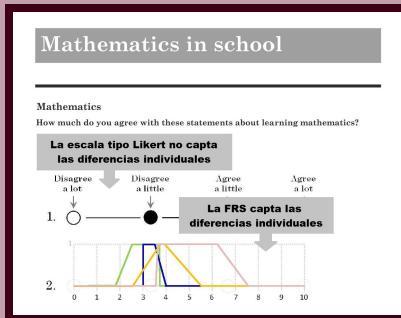 Mathematics in school
Mathematics
How much do you agree with these statements about learning mathematics?
La escala tipo Likert no capta
las diferencias individuales
Disagree
a lot
Disagree
a little
Agree
a little
Agree
a lot
1.
La FRS capta las
diferencias individuales
1
2.
0 1 2 3 4 5 6 7 8 9 10